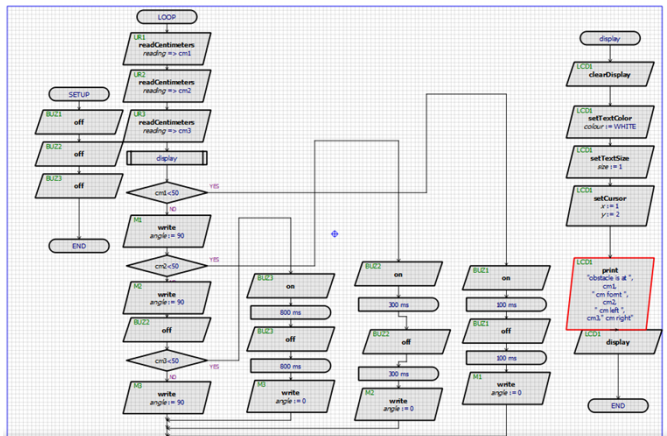 SETUP
BUZ1
off
BUZ2
off
BUZ3
off
END
LOOP
UR1
readCentimeters
reading => cm1
UR2
readCentimeters
reading => cm2
UR3
readCentimeters
reading => cm3
display
cm1<50
YES
NO
M1
write
angle := 90
cm2<50
YES
M2
write
angle := 90
BUZ2
off
cm3<50
YES
NO
M3
write
angle := 90
BUZ3
on
800 ms
BUZ3
off
800 ms
M3
write
angle := 0
BUZ2
on
300 ms
BUZ2
off
300 ms
M2
write
angle := 0
BUZ1
on
100 ms
BUZ1
off
100 ms
M1
write
angle := 0
display
LCD1
clearDisplay
LCD1
setTextColor
colour := WHITE
LCD1
setTextSize
size := 1
LCD1
setCursor
x := 1
y := 2
LCD1
print
"obstacle is at ",
cm1,
" cm fornt ",
cm2,
" cm left ",
cm3," cm right"
LCD1
display
END